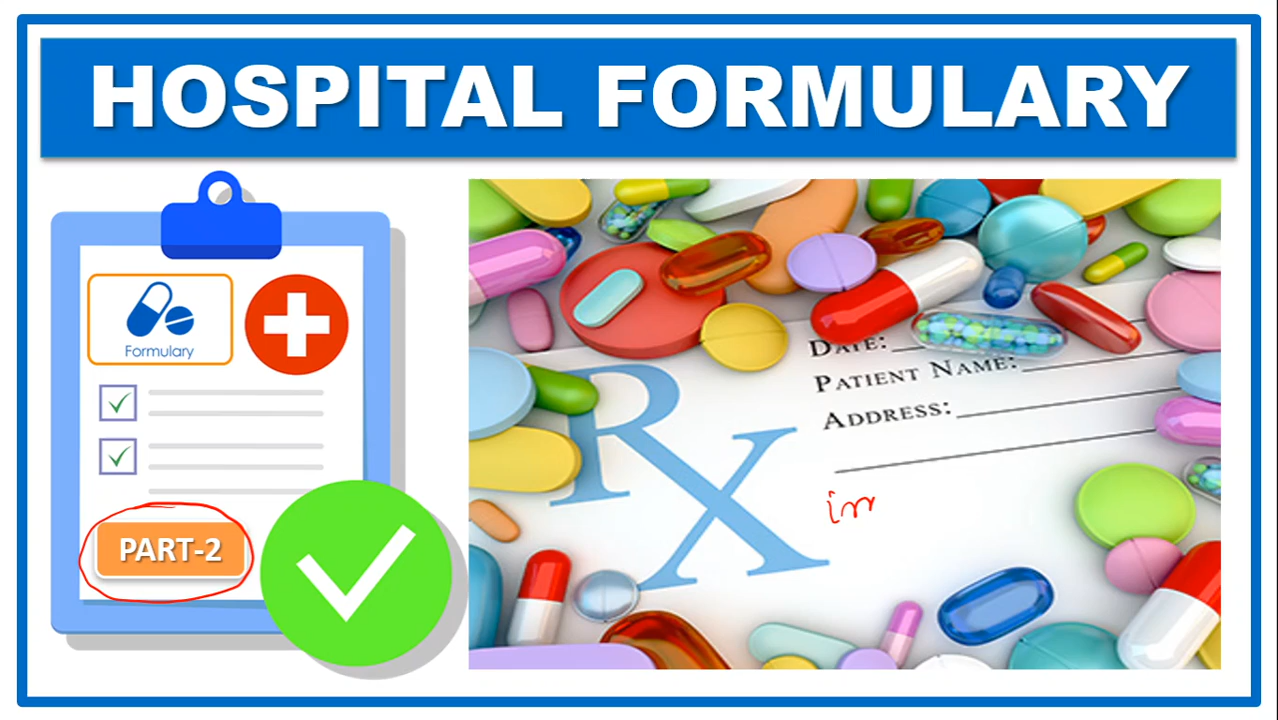 HOSPITAL FORMULARY
Formulary
PART-2
RX
DATE:
PATIENT NAME:
ADDRESS: